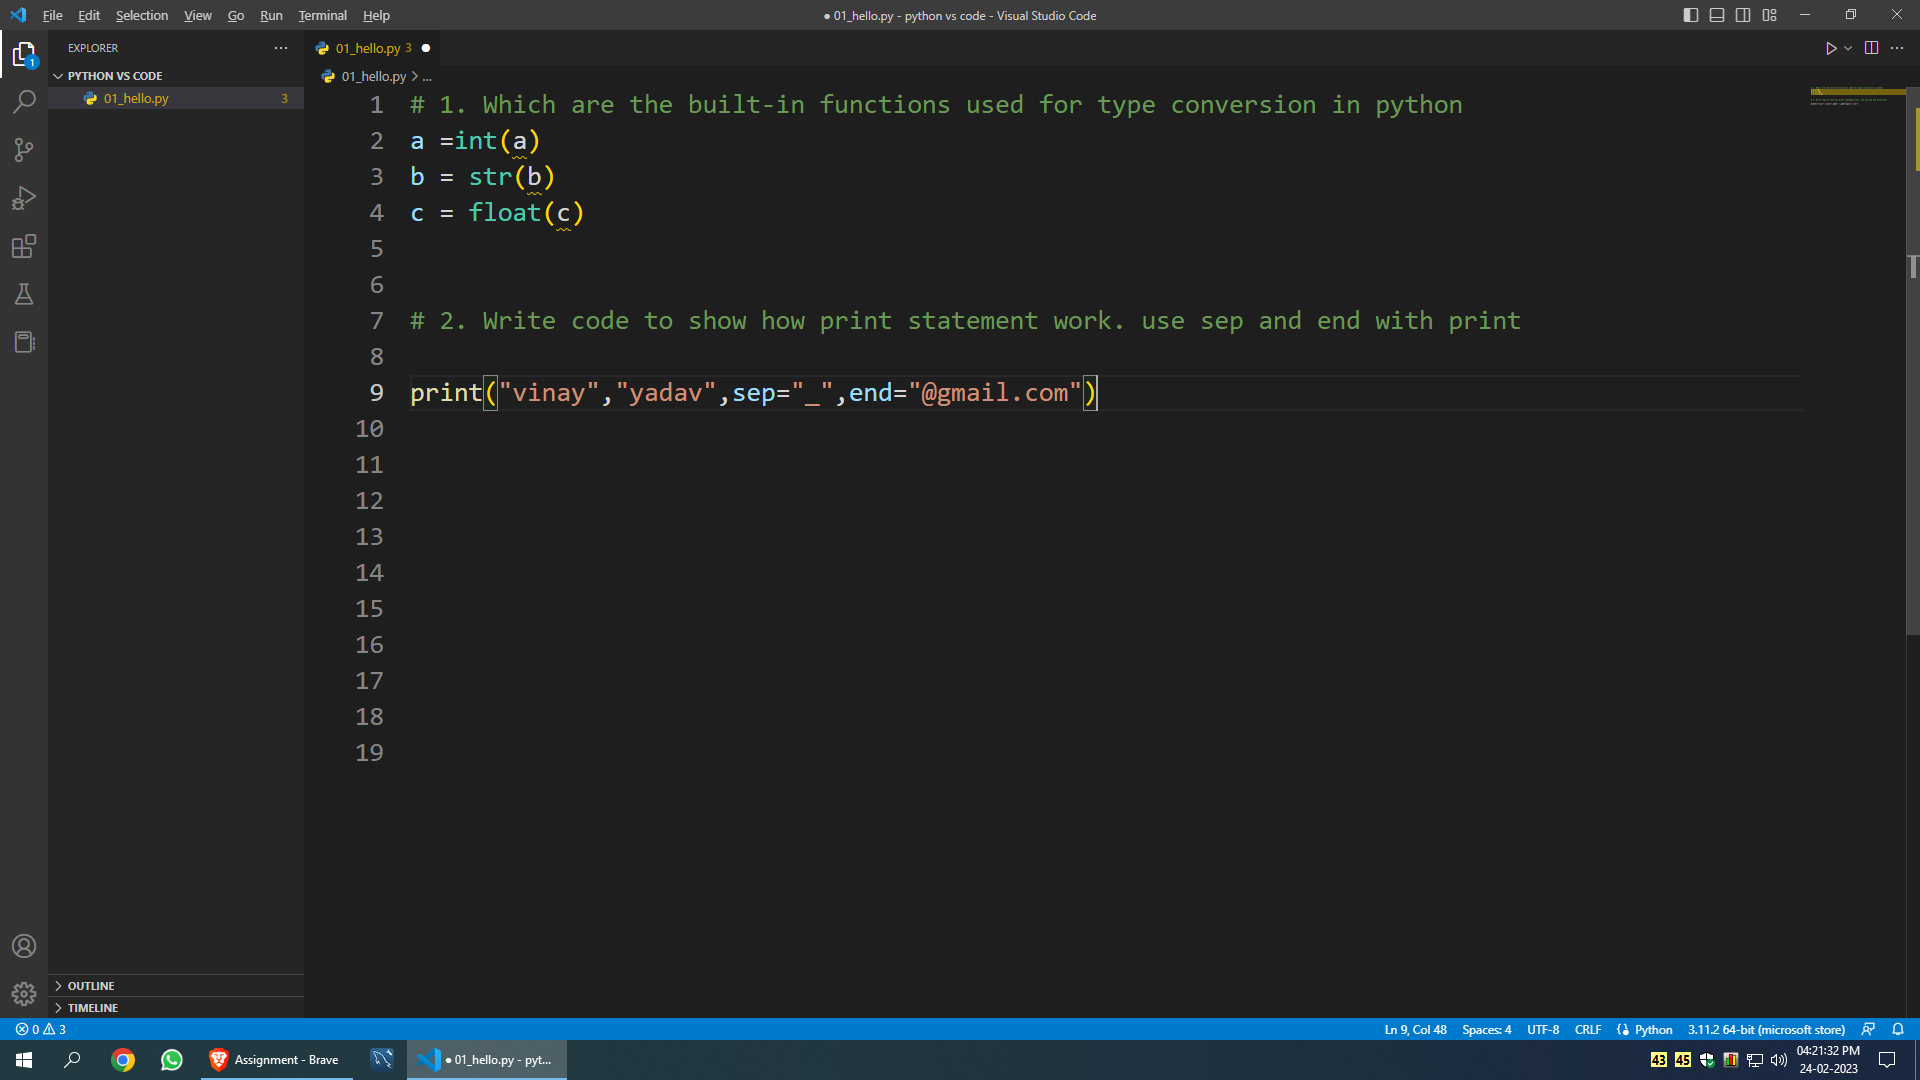 File Edit Selection View Go Run Terminal Help
● 01_hello.py - python vs code - Visual Studio Code
EXPLORER ...
1
PYTHON VS CODE
01_hello.py 3
01_hello.py 3 ●
01_hello.py > ...
1 # 1. Which are the built-in functions used for type conversion in python
2 a =int(a)
3 b = str(b)
4 c = float(c)
5
6
7 # 2. Write code to show how print statement work. use sep and end with print
8
9 print("vinay","yadav",sep="_",end="@gmail.com")
10
11
12
13
14
15
16
17
18
19
OUTLINE
TIMELINE
0 3
Ln 9, Col 48 Spaces: 4 UTF-8 CRLF Python 3.11.2 64-bit (microsoft store)
Assignment - Brave
● 01_hello.py - pyt...
43 45
04:21:32 PM
24-02-2023